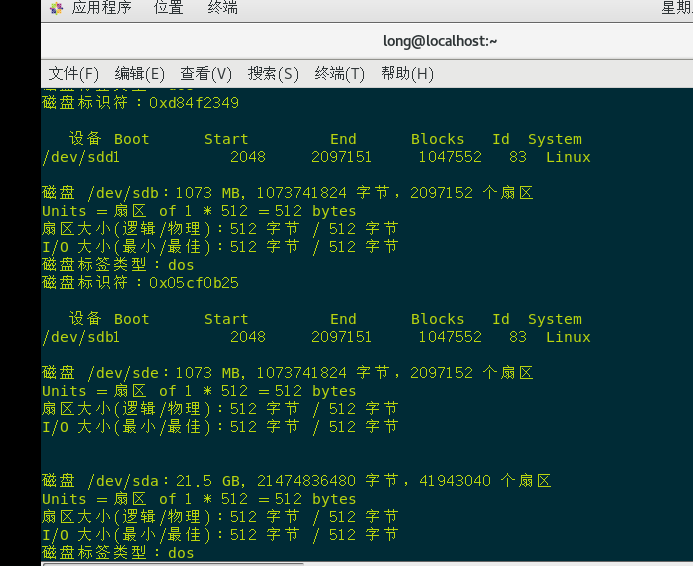 应用程序 位置 终端 星期
long@localhost:~
文件(F) 编辑(E) 查看(V) 搜索(S) 终端(T) 帮助(H)
磁盘标识符：0xd84f2349
设备 Boot Start End Blocks Id System
/dev/sdd1 2048 2097151 1047552 83 Linux
磁盘 /dev/sdb：1073 MB, 1073741824 字节，2097152 个扇区
Units = 扇区 of 1 * 512 = 512 bytes
扇区大小(逻辑/物理)：512 字节 / 512 字节
I/O 大小(最小/最佳)：512 字节 / 512 字节
磁盘标签类型：dos
磁盘标识符：0x05cf0b25
设备 Boot Start End Blocks Id System
/dev/sdb1 2048 2097151 1047552 83 Linux
磁盘 /dev/sde：1073 MB, 1073741824 字节，2097152 个扇区
Units = 扇区 of 1 * 512 = 512 bytes
扇区大小(逻辑/物理)：512 字节 / 512 字节
I/O 大小(最小/最佳)：512 字节 / 512 字节
磁盘 /dev/sda：21.5 GB, 21474836480 字节，41943040 个扇区
Units = 扇区 of 1 * 512 = 512 bytes
扇区大小(逻辑/物理)：512 字节 / 512 字节
I/O 大小(最小/最佳)：512 字节 / 512 字节
磁盘标签类型：dos